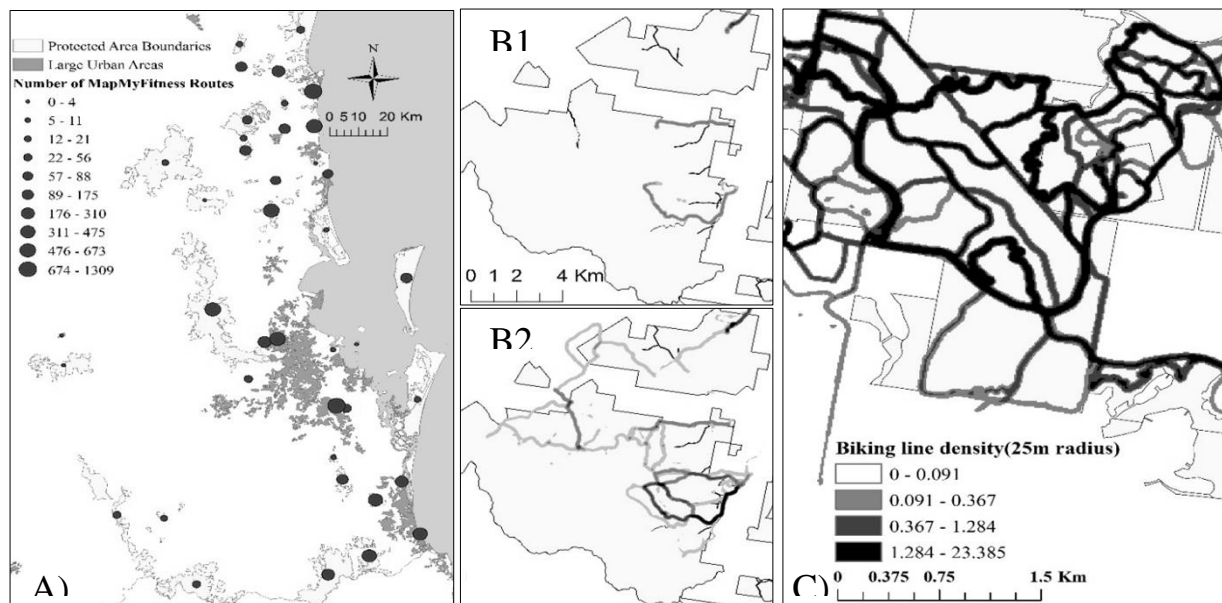 Protected Area Boundaries
Large Urban Areas
Number of MapMyFitness Routes
0 - 4
5 - 11
12 - 21
22 - 56
57 - 88
89 - 175
176 - 310
311 - 475
476 - 673
674 - 1309
N
0 5 10 20 Km
A)
B1
0 1 2 4 Km
B2
Biking line density(25m radius)
0 - 0.091
0.091 - 0.367
0.367 - 1.284
1.284 - 23.385
C)
0 0.375 0.75 1.5 Km